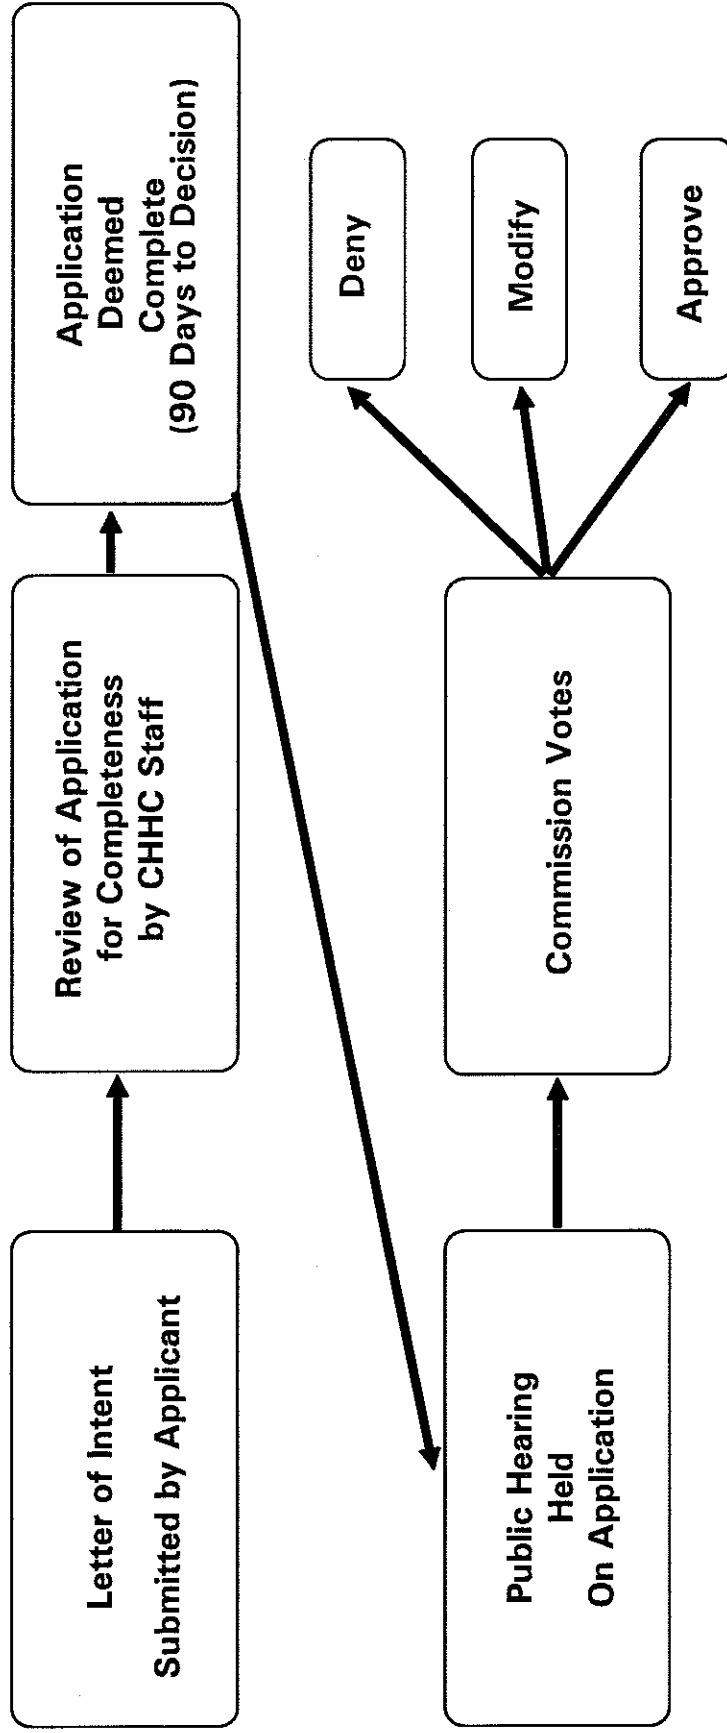 Letter of Intent
Submitted by Applicant
Review of Application
for Completeness
by CHHC Staff
Application
Deemed
Complete
(90 Days to Decision)
Public Hearing
Held
On Application
Commission Votes
Deny
Modify
Approve